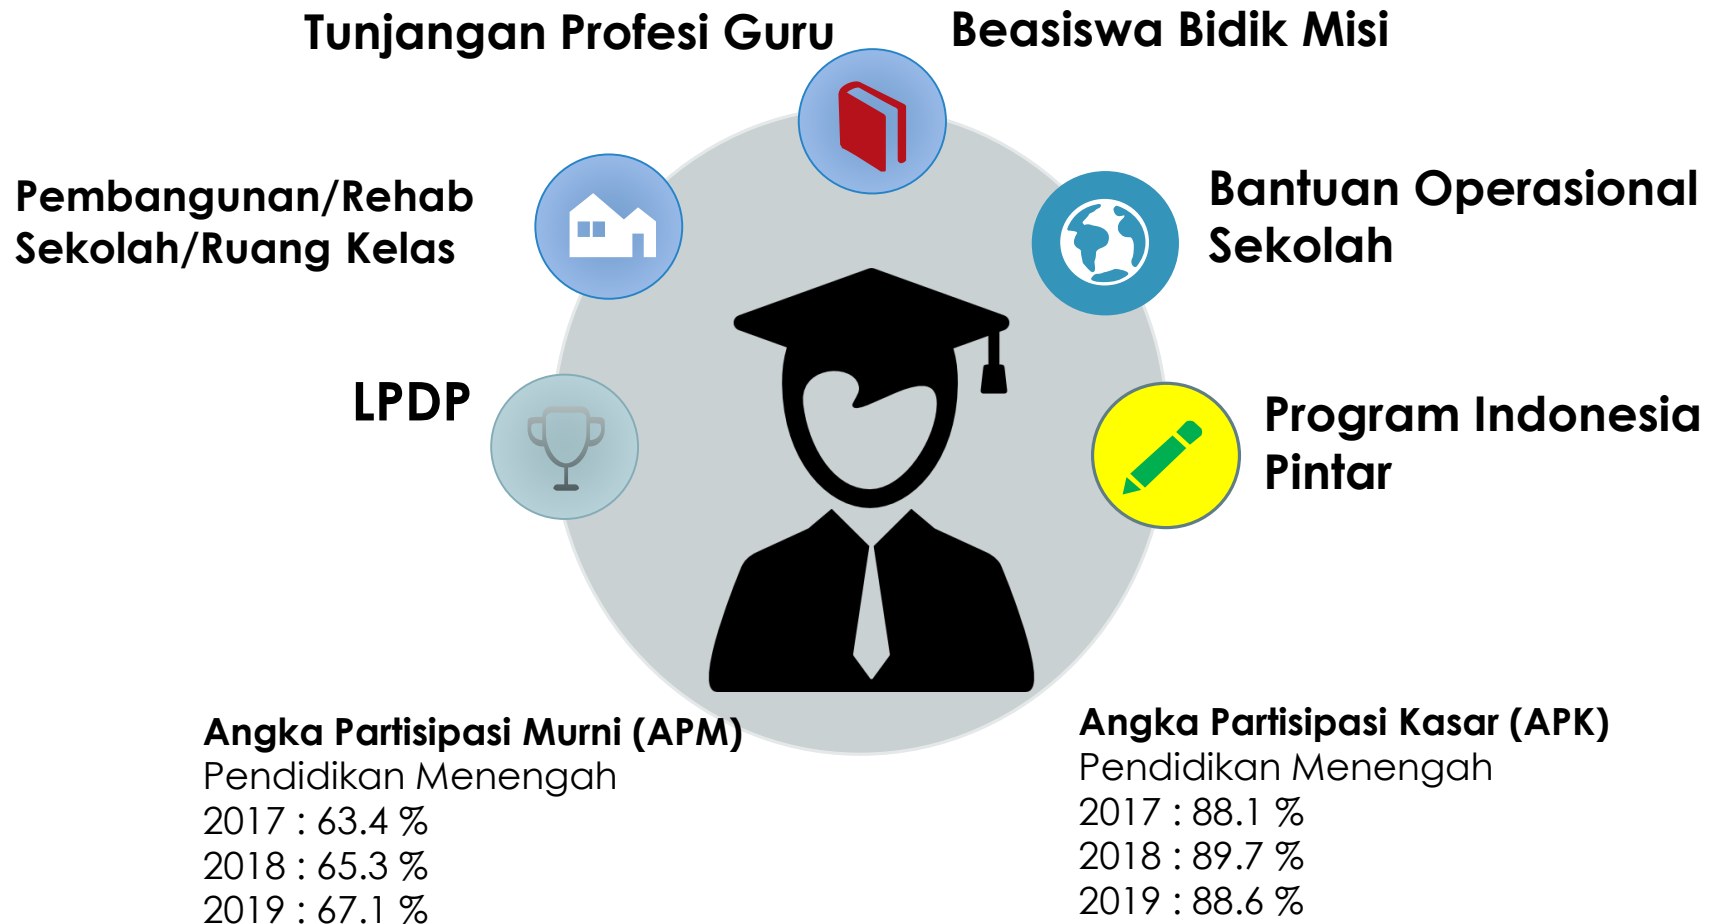 Tunjangan Profesi Guru
Beasiswa Bidik Misi
Pembangunan/Rehab
Sekolah/Ruang Kelas
Bantuan Operasional
Sekolah
LPDP
Program Indonesia
Pintar
Angka Partisipasi Murni (APM)
Pendidikan Menengah
2017 : 63.4 %
2018 : 65.3 %
2019 : 67.1 %
Angka Partisipasi Kasar (APK)
Pendidikan Menengah
2017 : 88.1 %
2018 : 89.7 %
2019 : 88.6 %